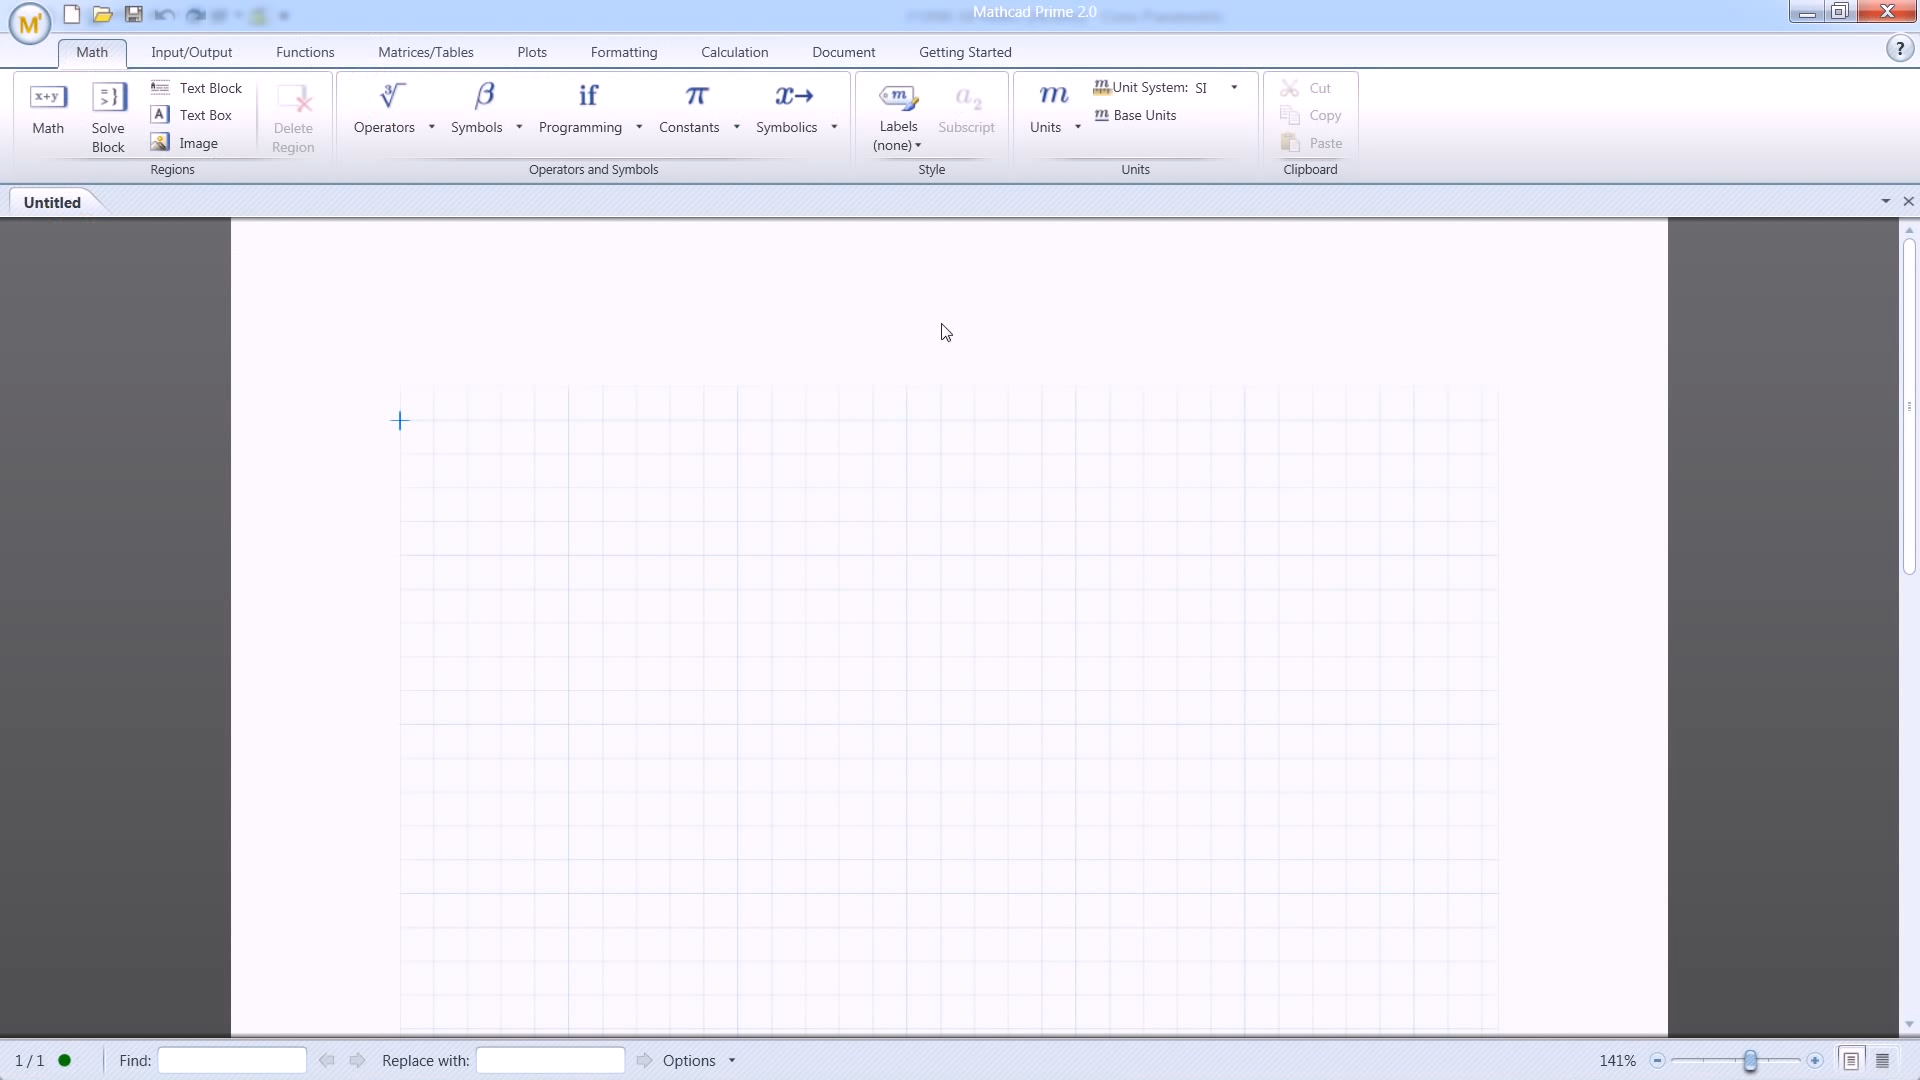 Mathcad Prime 2.0
Math Input/Output Functions Matrices/Tables Plots Formatting Calculation Document Getting Started
x+y Math
Solve Block
Text Block
Text Box
Image
Delete Region
Regions
Operators
β Symbols
if Programming
π Constants
x→ Symbolics
Operators and Symbols
m Labels (none)
a₂ Subscript
Style
m Units
Unit System: SI
m Base Units
Units
Cut
Copy
Paste
Clipboard
Untitled
1 / 1 Find: Replace with: Options 141%